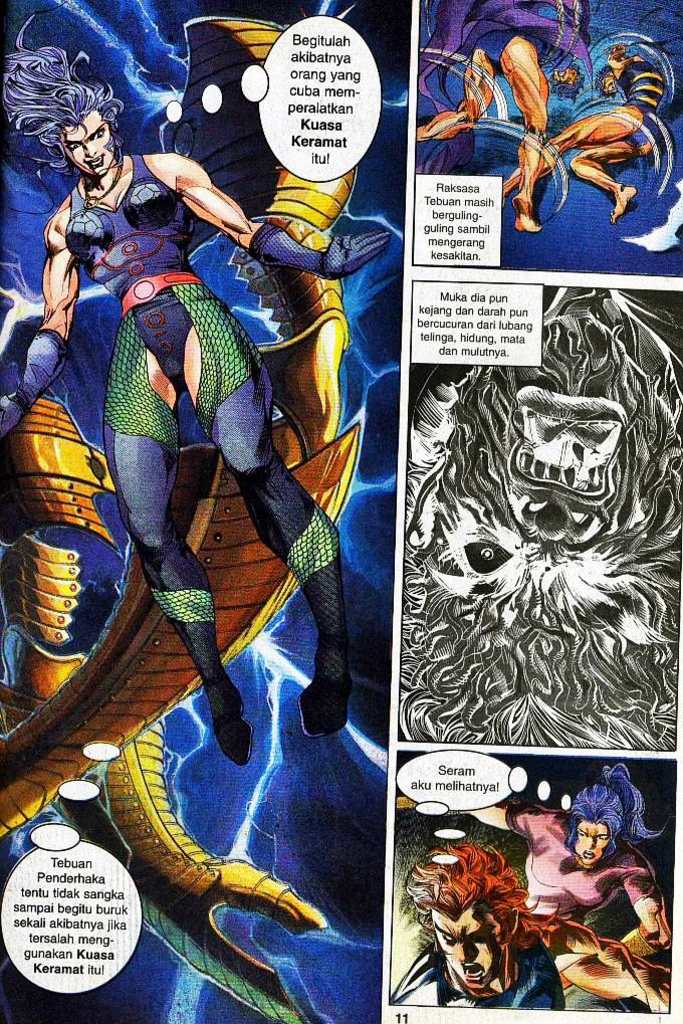 Begitulah
akibatnya
orang yang
cuba mem-
peralatkan
Kuasa
Keramat
itu!
Tebuan
Penderhaka
tentu tidak sangka
sampai begitu buruk
sekali akibatnya jika
tersalah meng-
gunakan Kuasa
Keramat itu!
Raksasa
Tebuan masih
berguling-
guling sambil
mengerang
kesakitan.
Muka dia pun
kejang dan darah pun
bercucuran dari lubang
telinga, hidung, mata
dan mulutnya.
Seram
aku melihatnya!
11